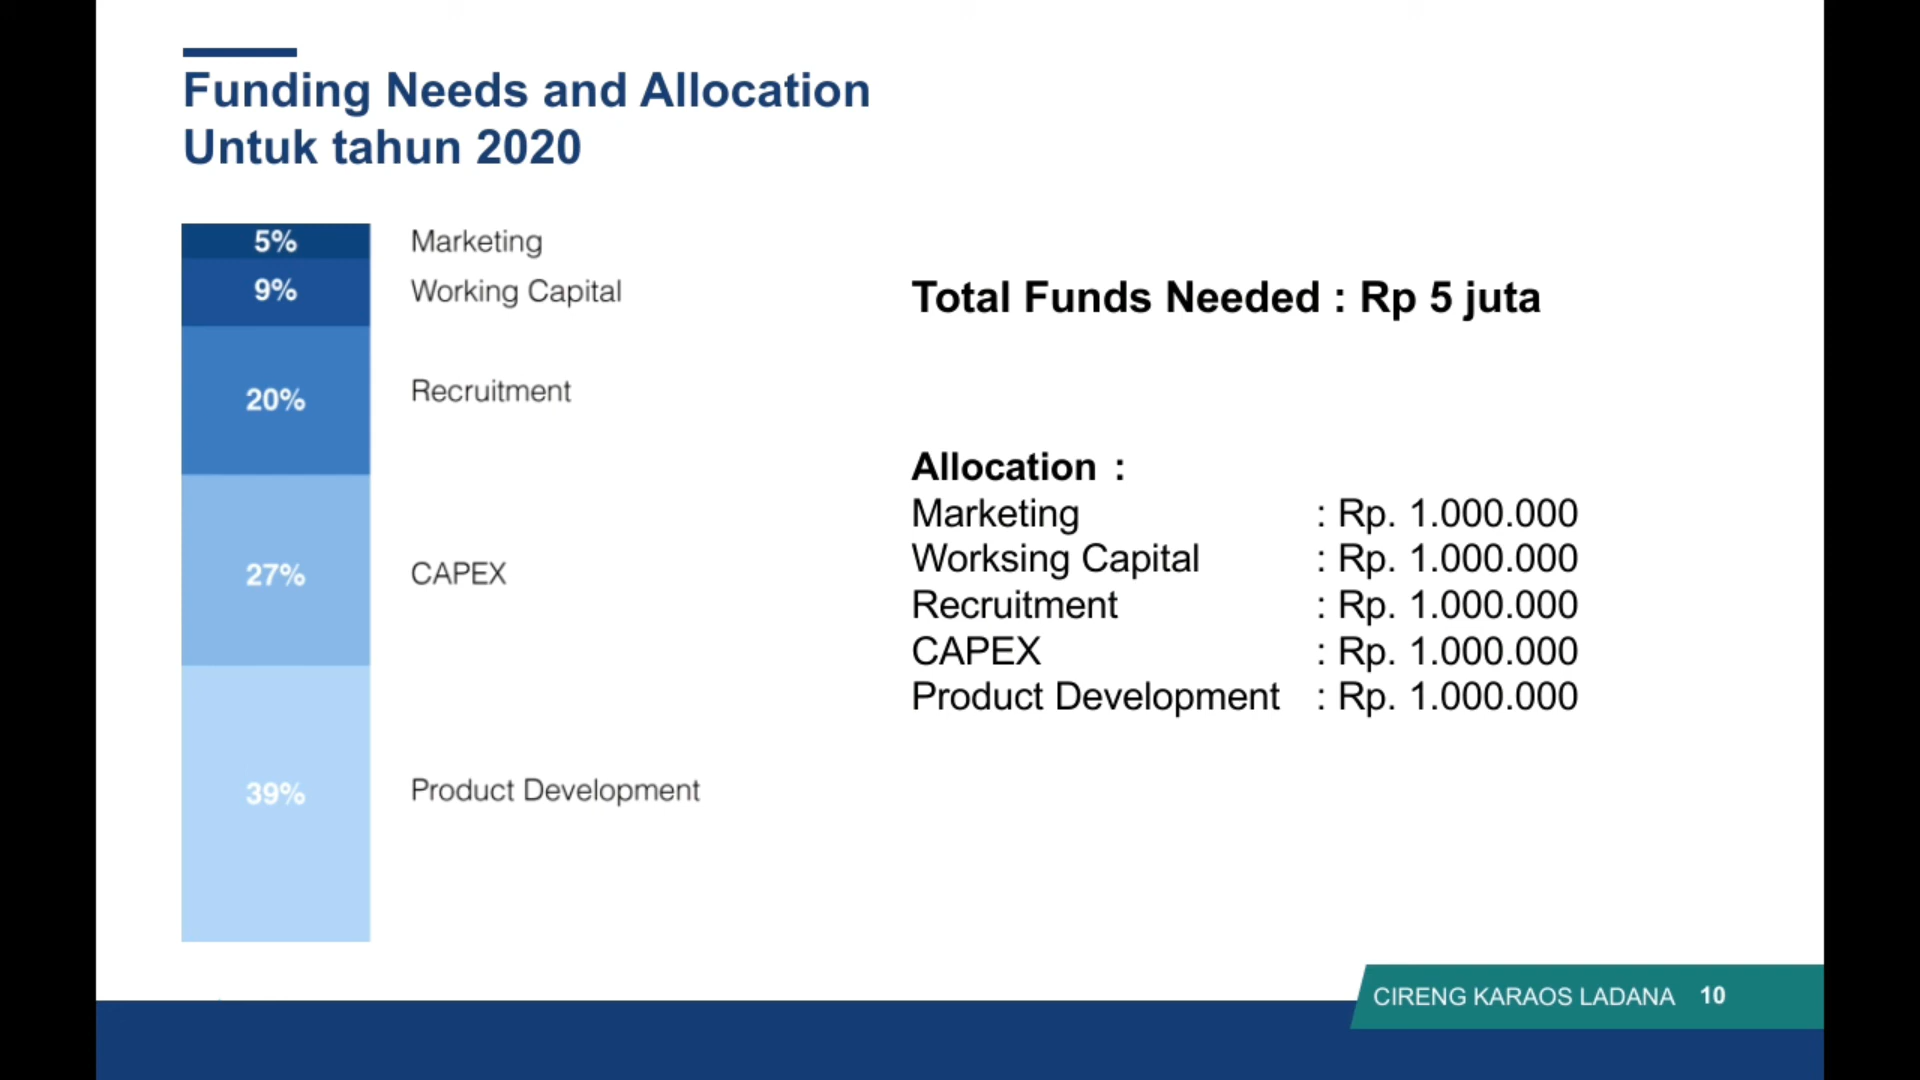 Funding Needs and Allocation
Untuk tahun 2020
5% Marketing
9% Working Capital
20% Recruitment
27% CAPEX
39% Product Development
Total Funds Needed : Rp 5 juta
Allocation :
Marketing : Rp. 1.000.000
Worksing Capital : Rp. 1.000.000
Recruitment : Rp. 1.000.000
CAPEX : Rp. 1.000.000
Product Development : Rp. 1.000.000
CIRENG KARAOS LADANA 10